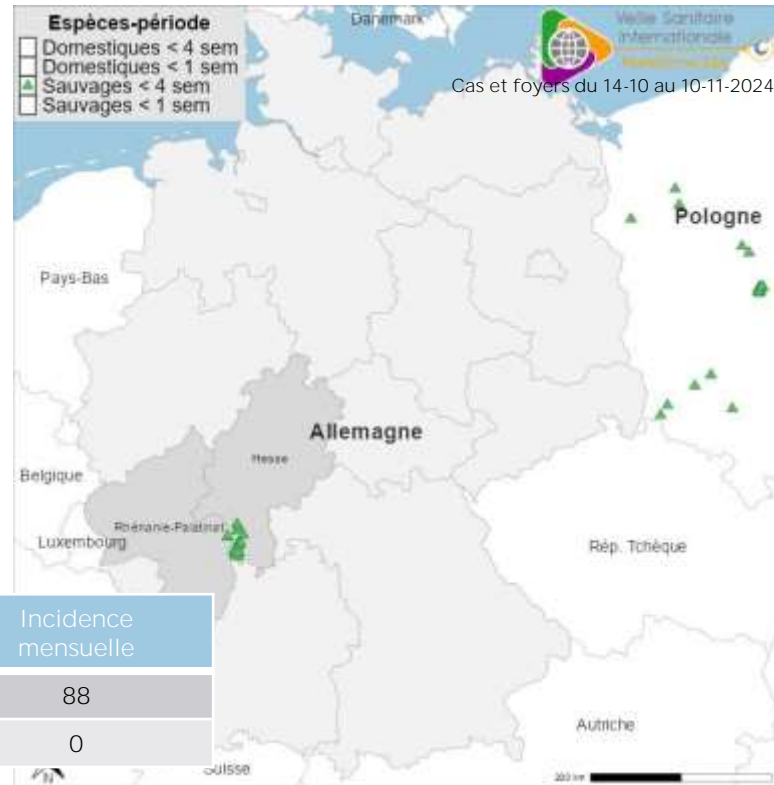 Espèces-période
Domestiques < 4 sem
Domestiques < 1 sem
Sauvages < 4 sem
Sauvages < 1 sem
Danemark
Veille Sanitaire
Internationale
Cas et foyers du 14-10 au 10-11-2024
Pologne
Pays-Bas
Allemagne
Hesse
Belgique
Rhénanie-Palatinat
Luxembourg
Rép. Tchèque
Incidence
mensuelle
88
0
Autriche
Suisse
N
200 km